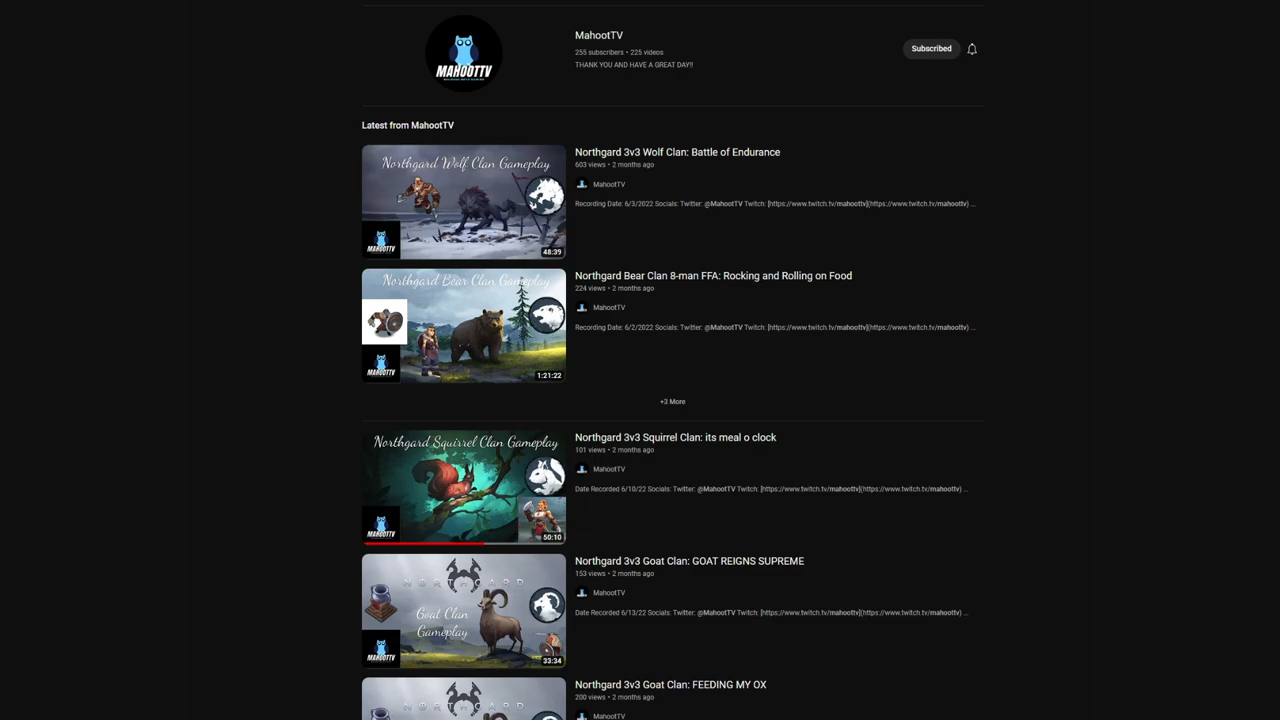 MahootTV
255 subscribers • 225 videos
THANK YOU AND HAVE A GREAT DAY!!
Subscribed
MAHOOTTV
Latest from MahootTV
Northgard Wolf Clan Gameplay
48:39
Northgard 3v3 Wolf Clan: Battle of Endurance
603 views • 2 months ago
MahootTV
Recording Date: 6/3/2022 Socials: Twitter: @MahootTV Twitch: [https://www.twitch.tv/mahoottv](https://www.twitch.tv/mahoottv) ...
Northgard Bear Clan Gameplay
MAHOOTTV
1:21:22
Northgard Bear Clan 8-man FFA: Rocking and Rolling on Food
224 views • 2 months ago
MahootTV
Recording Date: 6/2/2022 Socials: Twitter: @MahootTV Twitch: [https://www.twitch.tv/mahoottv](https://www.twitch.tv/mahoottv) ...
+3 More
Northgard Squirrel Clan Gameplay
MAHOOTTV
50:10
Northgard 3v3 Squirrel Clan: its meal o clock
101 views • 2 months ago
MahootTV
Date Recorded 6/10/22 Socials: Twitter: @MahootTV Twitch: [https://www.twitch.tv/mahoottv](https://www.twitch.tv/mahoottv) ...
NORTHGARD
Goat Clan
Gameplay
MAHOOTTV
33:34
Northgard 3v3 Goat Clan: GOAT REIGNS SUPREME
153 views • 2 months ago
MahootTV
Date Recorded 6/13/22 Socials: Twitter: @MahootTV Twitch: [https://www.twitch.tv/mahoottv](https://www.twitch.tv/mahoottv) ...
NORTHGARD
Northgard 3v3 Goat Clan: FEEDING MY OX
200 views • 2 months ago
MahootTV